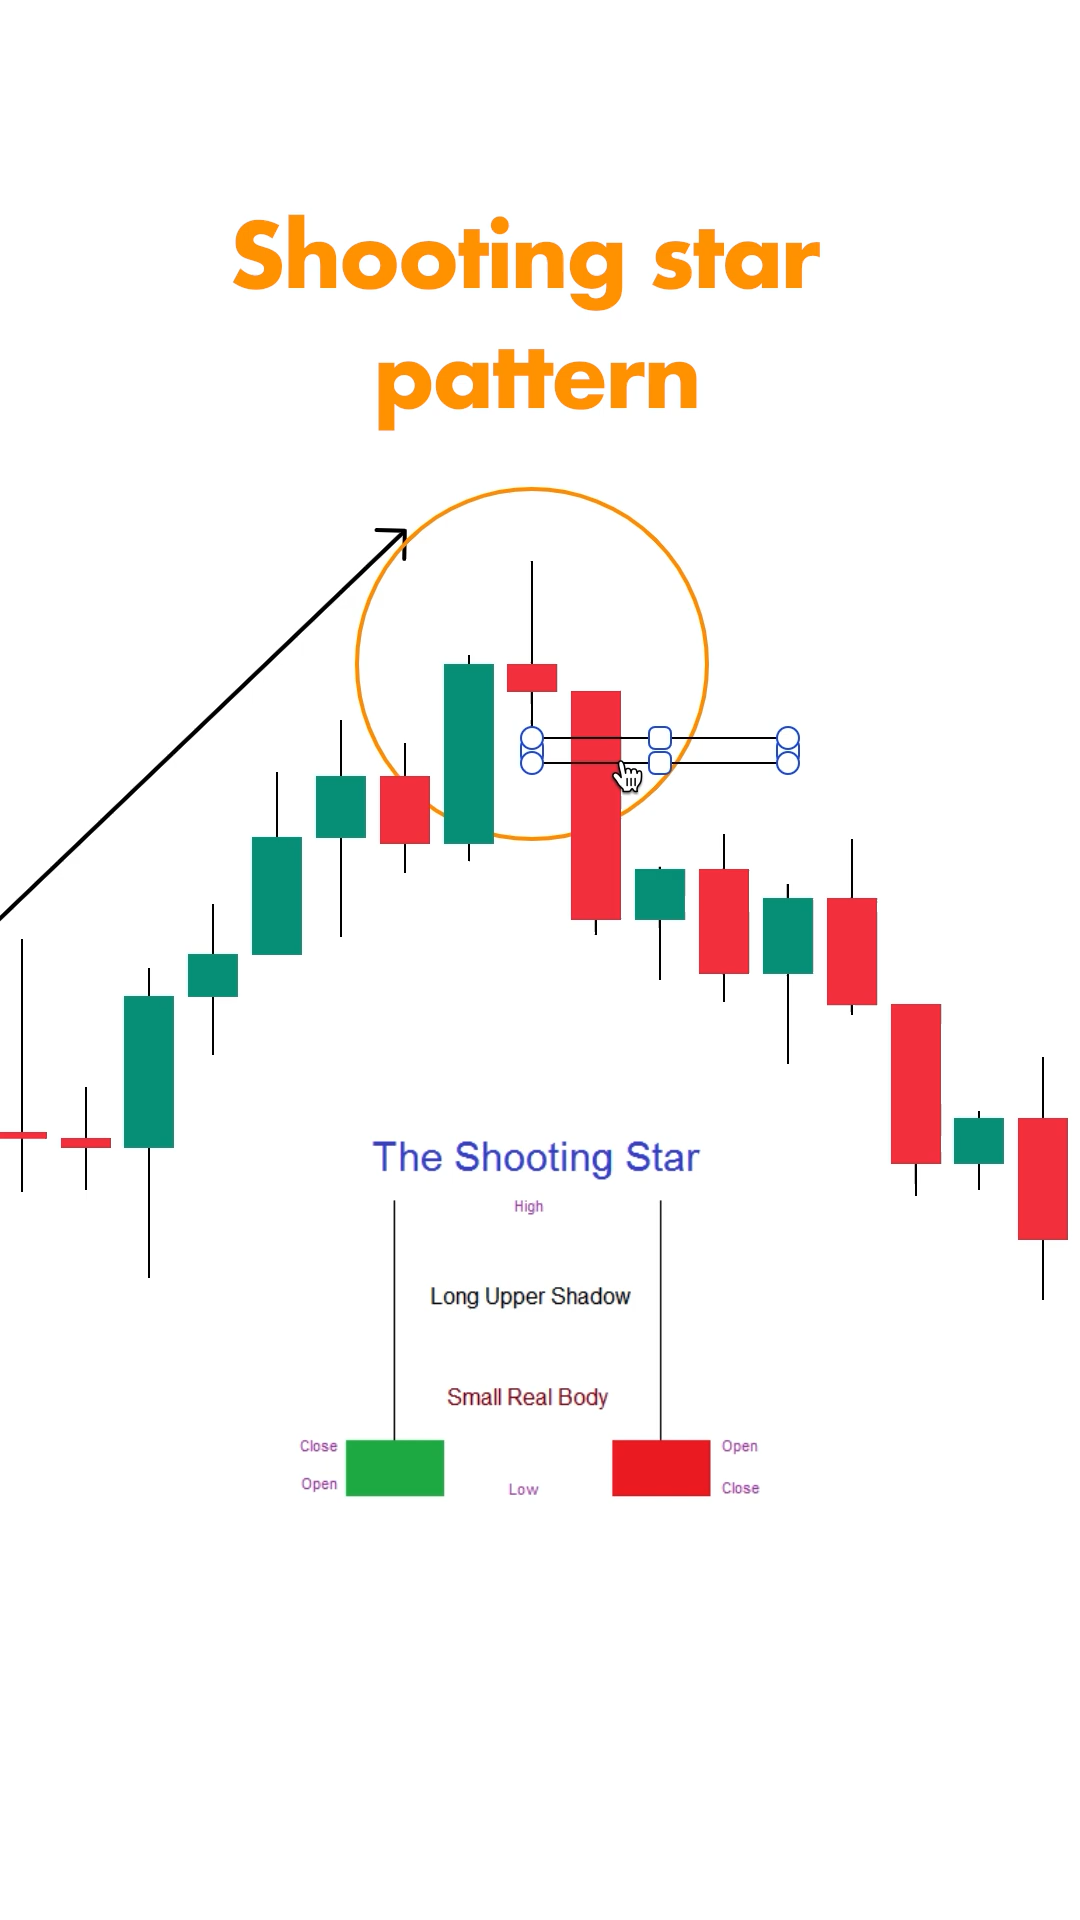 Shooting star
pattern
The Shooting Star
High
Long Upper Shadow
Small Real Body
Close
Open
Open
Low
Close